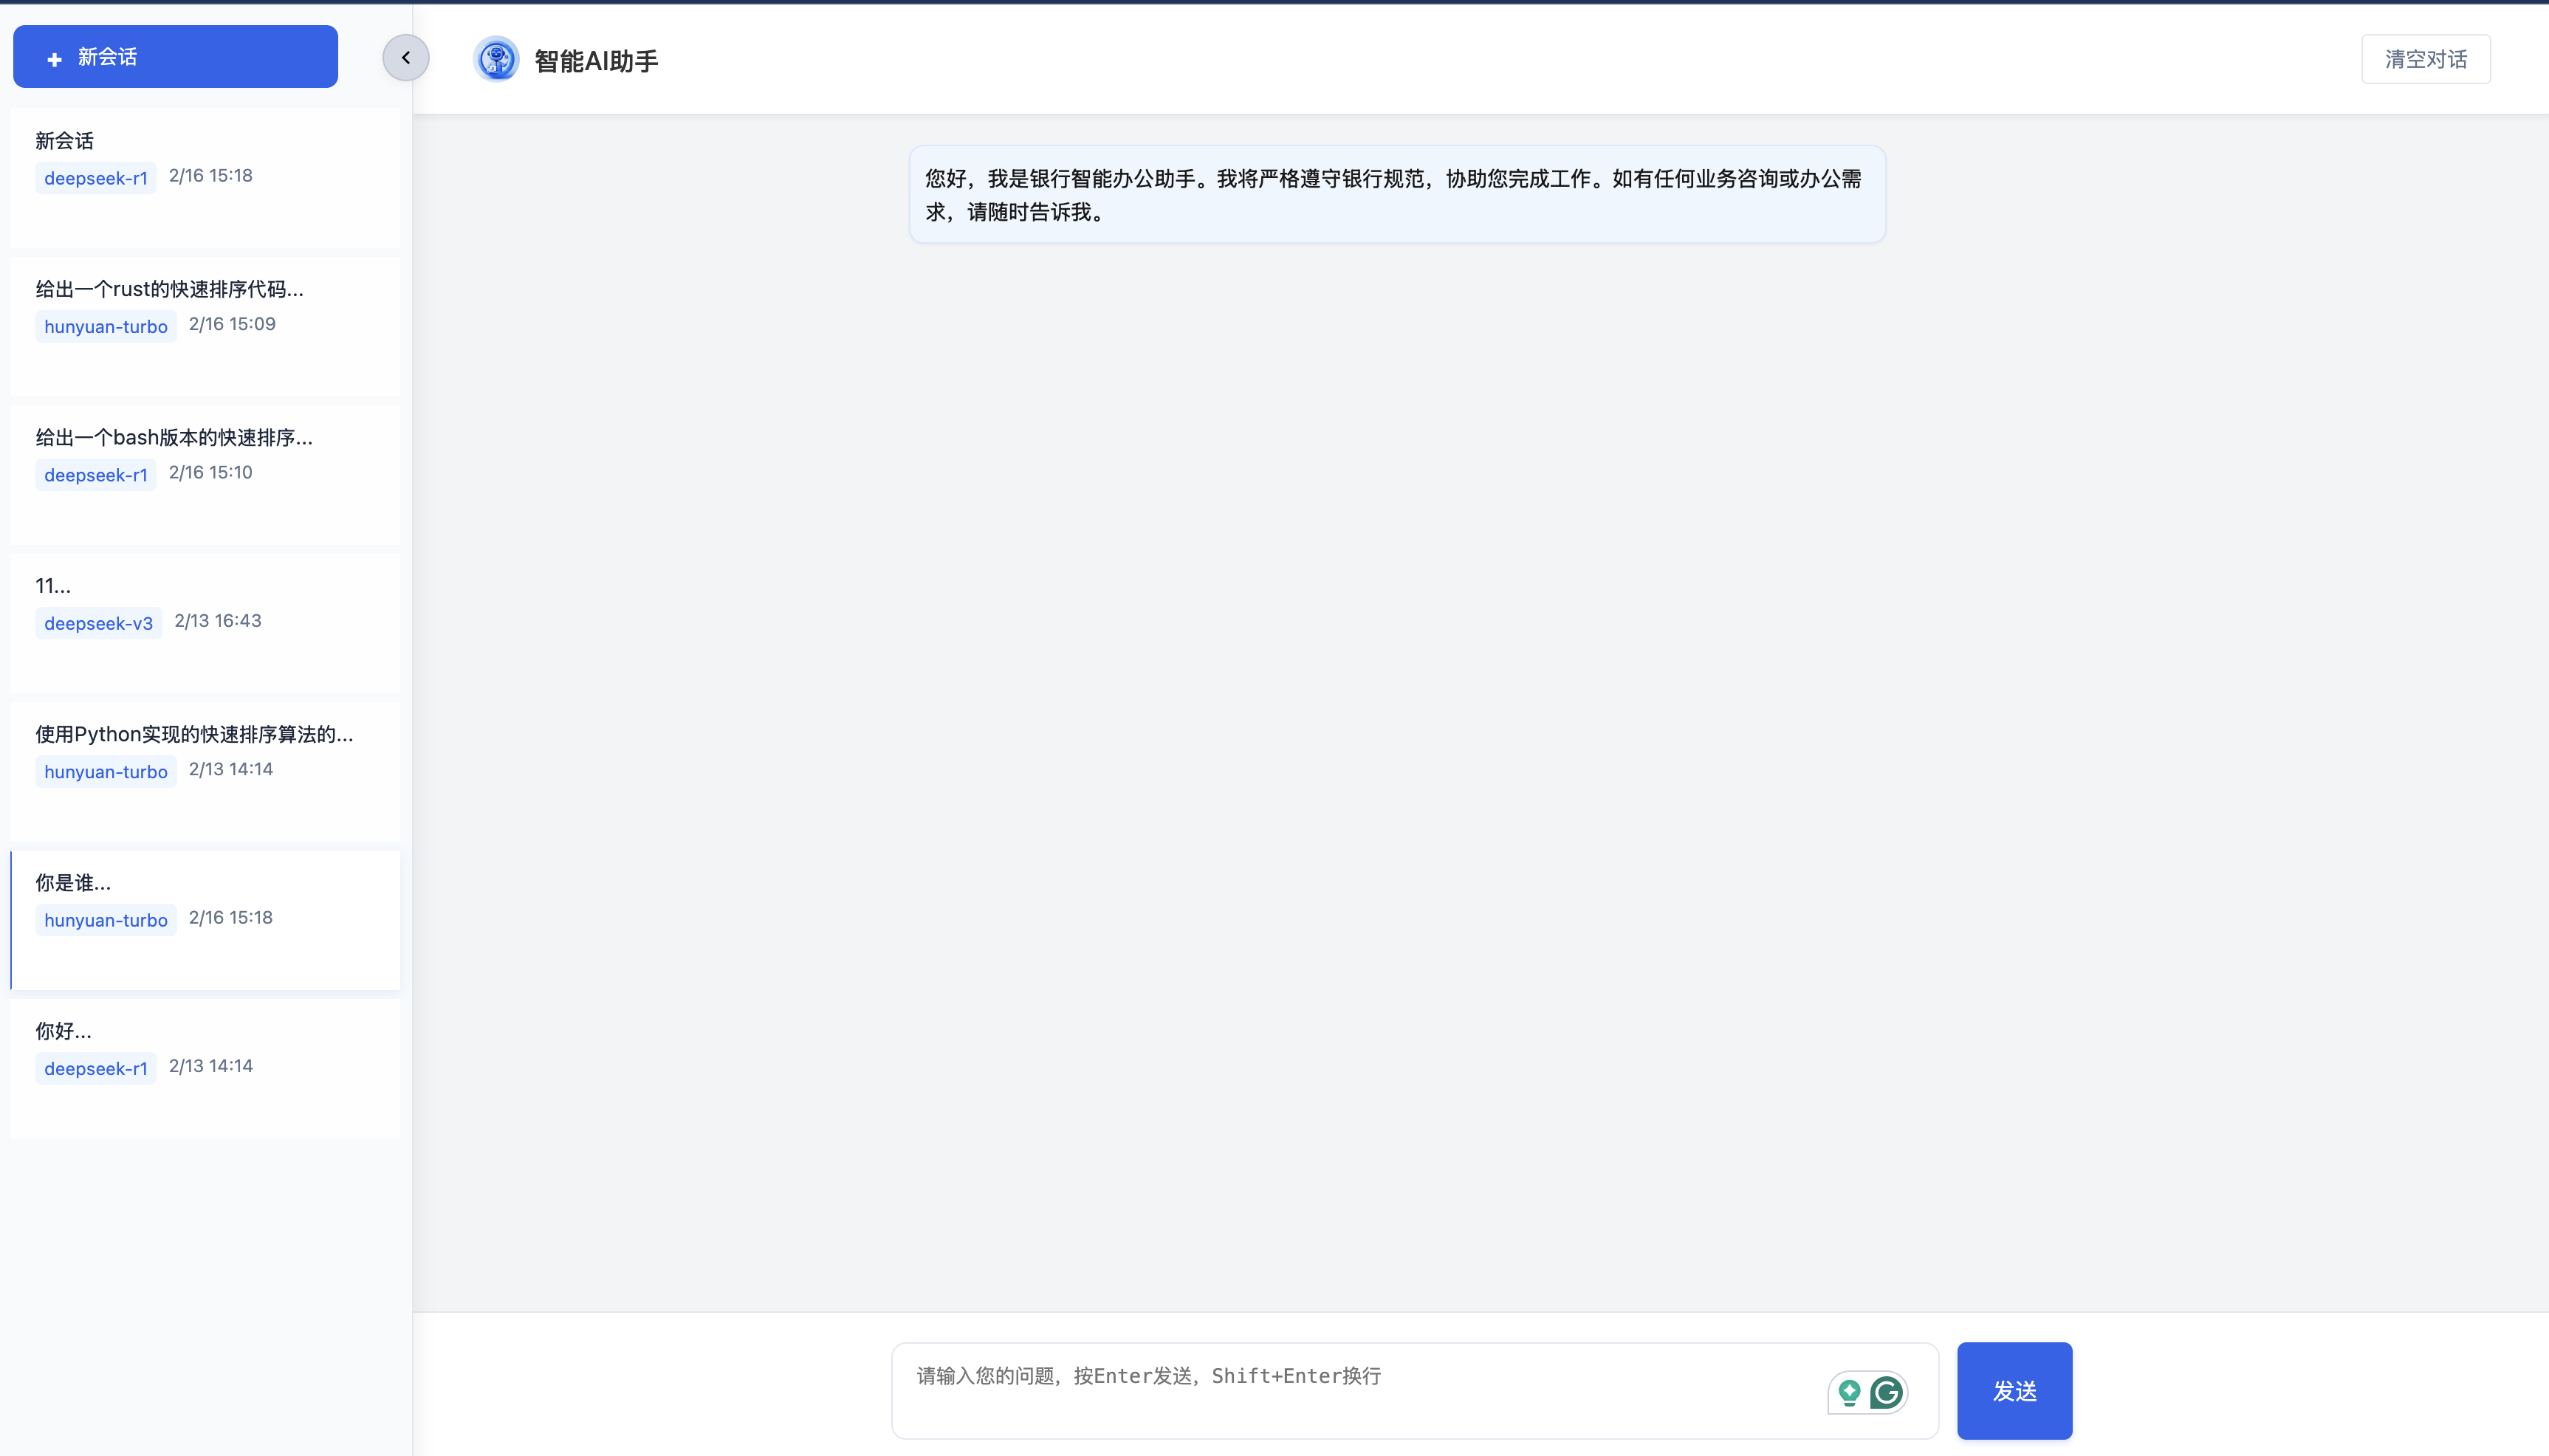 新会话
新会话
deepseek-r1 2/16 15:18
给出一个rust的快速排序代码...
hunyuan-turbo 2/16 15:09
给出一个bash版本的快速排序...
deepseek-r1 2/16 15:10
11...
deepseek-v3 2/13 16:43
使用Python实现的快速排序算法的...
hunyuan-turbo 2/13 14:14
你是谁...
hunyuan-turbo 2/16 15:18
你好...
deepseek-r1 2/13 14:14
智能AI助手
清空对话
您好，我是银行智能办公助手。我将严格遵守银行规范，协助您完成工作。如有任何业务咨询或办公需
求，请随时告诉我。
请输入您的问题，按Enter发送，Shift+Enter换行
发送